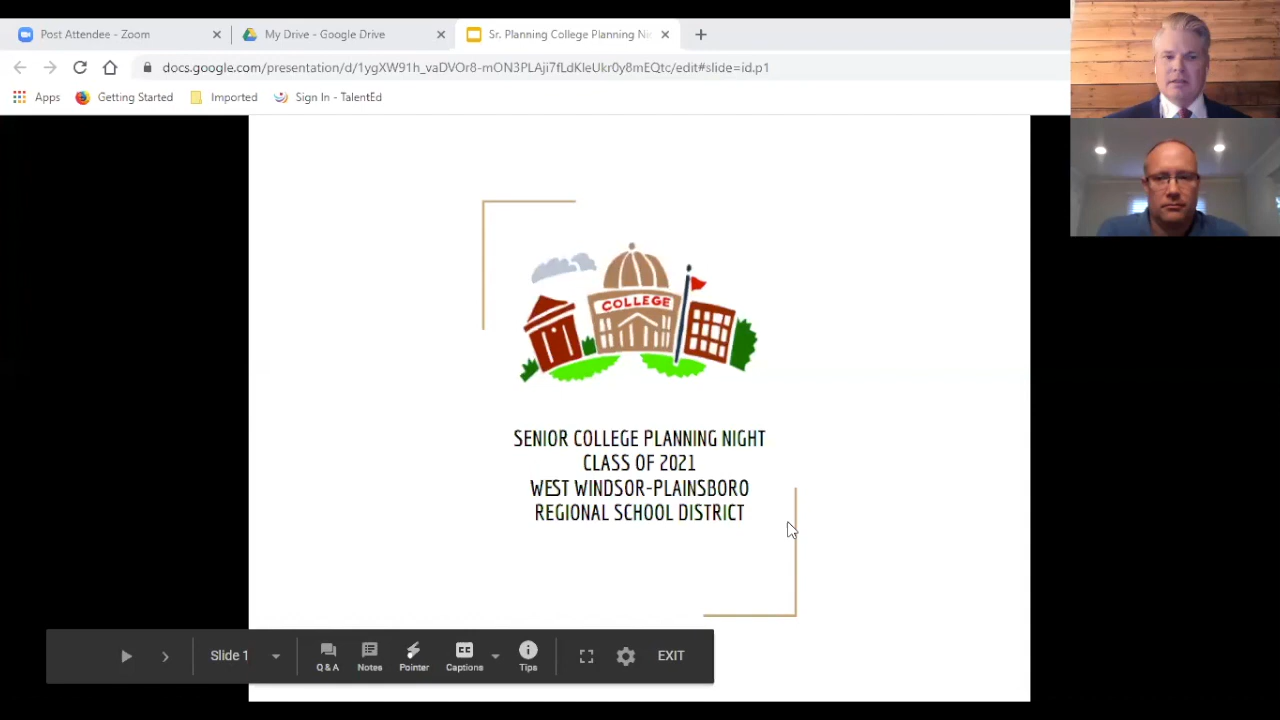 Post Attendee - Zoom
My Drive - Google Drive
Sr. Planning College Planning Ni
docs.google.com/presentation/d/1ygXW91h_vaDVOf8-mON3PLAji7fLdKleUkr0y8mEQtc/edit#slide=id.p1
Apps
Getting Started
Imported
Sign In - TalentEd
COLLEGE
SENIOR COLLEGE PLANNING NIGHT
CLASS OF 2021
WEST WINDSOR-PLAINSBORO
REGIONAL SCHOOL DISTRICT
Slide 1
Q & A
Notes
Pointer
CC
Captions
Tips
EXIT